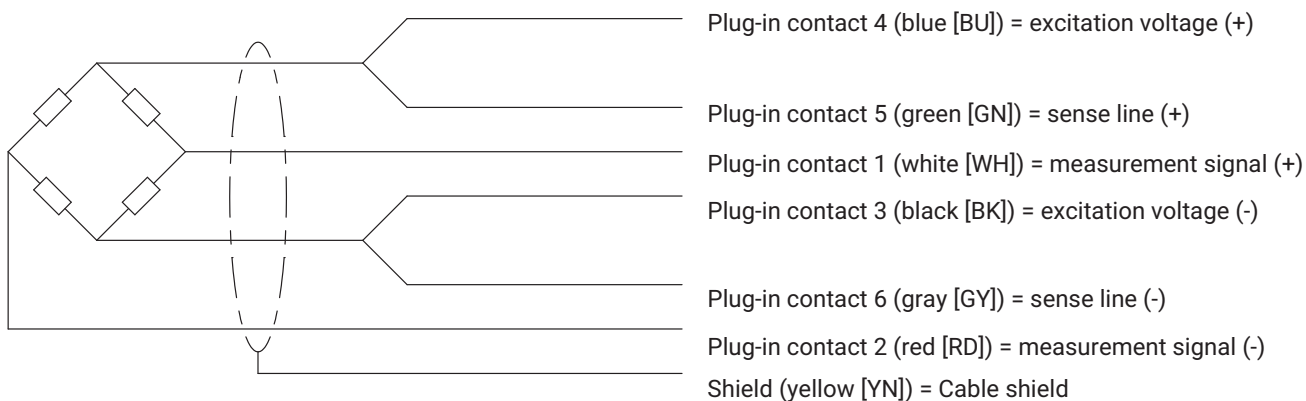 Plug-in contact 4 (blue [BU]) = excitation voltage (+)
Plug-in contact 5 (green [GN]) = sense line (+)
Plug-in contact 1 (white [WH]) = measurement signal (+)
Plug-in contact 3 (black [BK]) = excitation voltage (-)
Plug-in contact 6 (gray [GY]) = sense line (-)
Plug-in contact 2 (red [RD]) = measurement signal (-)
Shield (yellow [YN]) = Cable shield